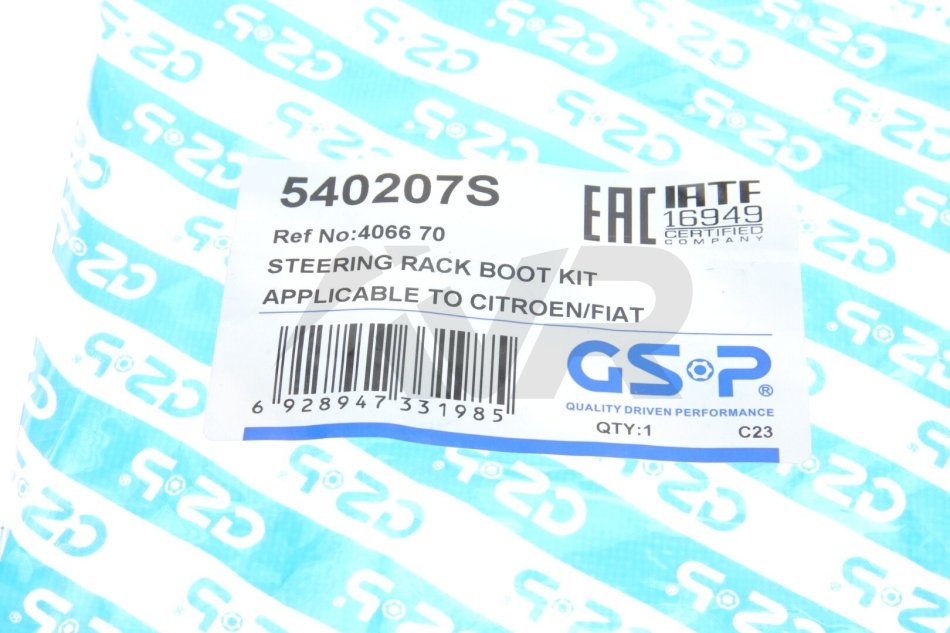 540207S
Ref No:4066 70
STEERING RACK BOOT KIT
APPLICABLE TO CITROEN/FIAT
6 928947 331985
EAC
IATF
16949
CERTIFIED
COMPANY
GSP®
QUALITY DRIVEN PERFORMANCE
QTY:1 C23